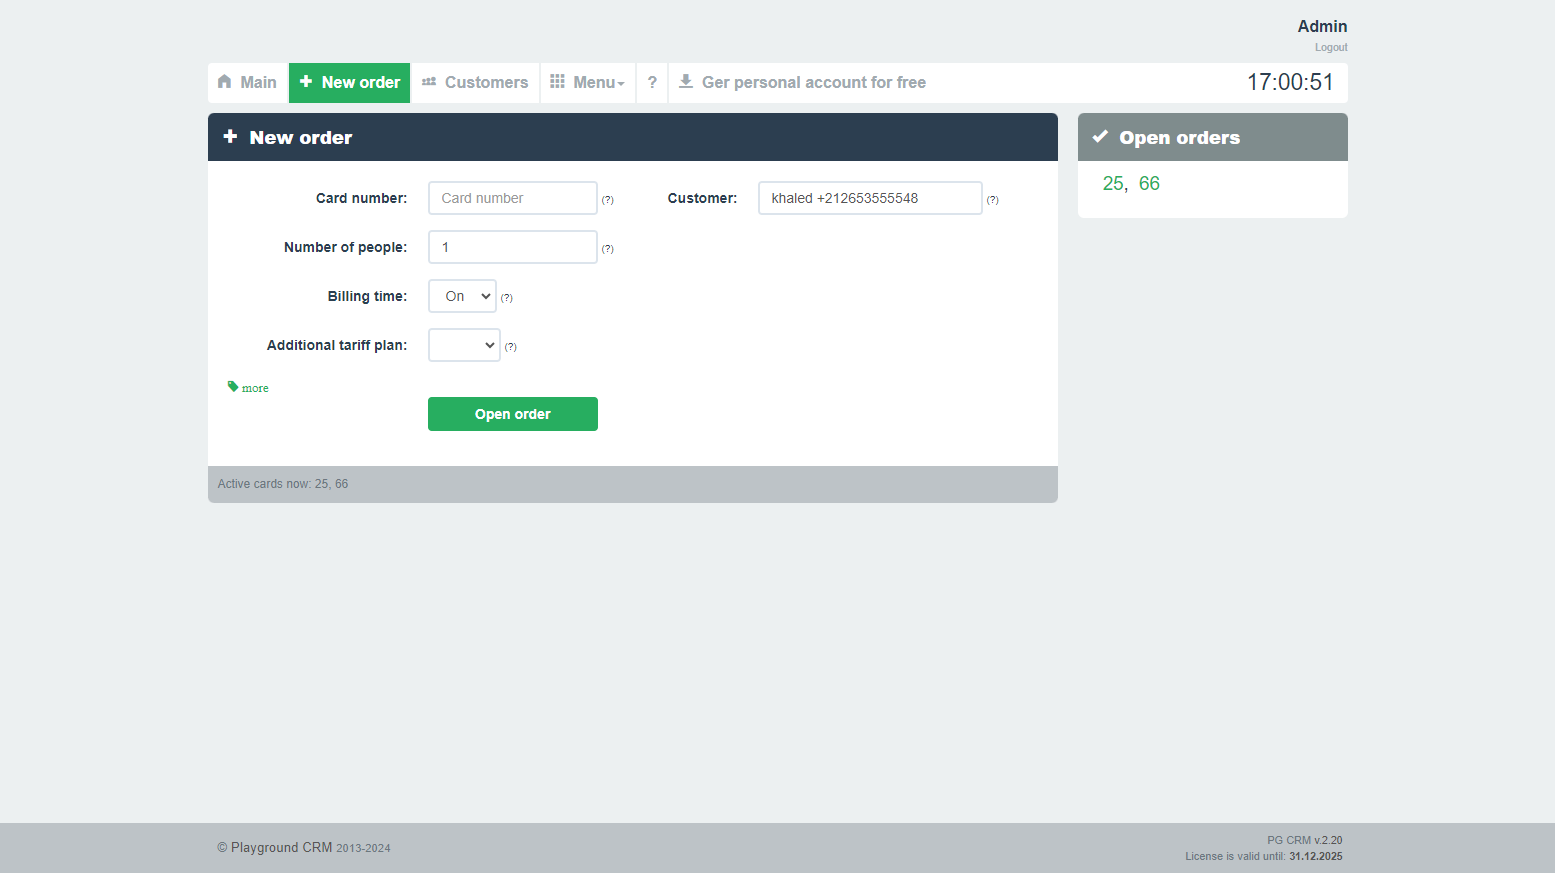 Admin
Logout
Main
New order
Customers
Menu
?
Ger personal account for free
17:00:51
New order
Open orders
25, 66
Card number:
Card number
(?)
Customer:
khaled +212653555548
(?)
Number of people:
1
(?)
Billing time:
On
(?)
Additional tariff plan:
(?)
more
Open order
Active cards now: 25, 66
© Playground CRM 2013-2024
PG CRM v.2.20
License is valid until: 31.12.2025